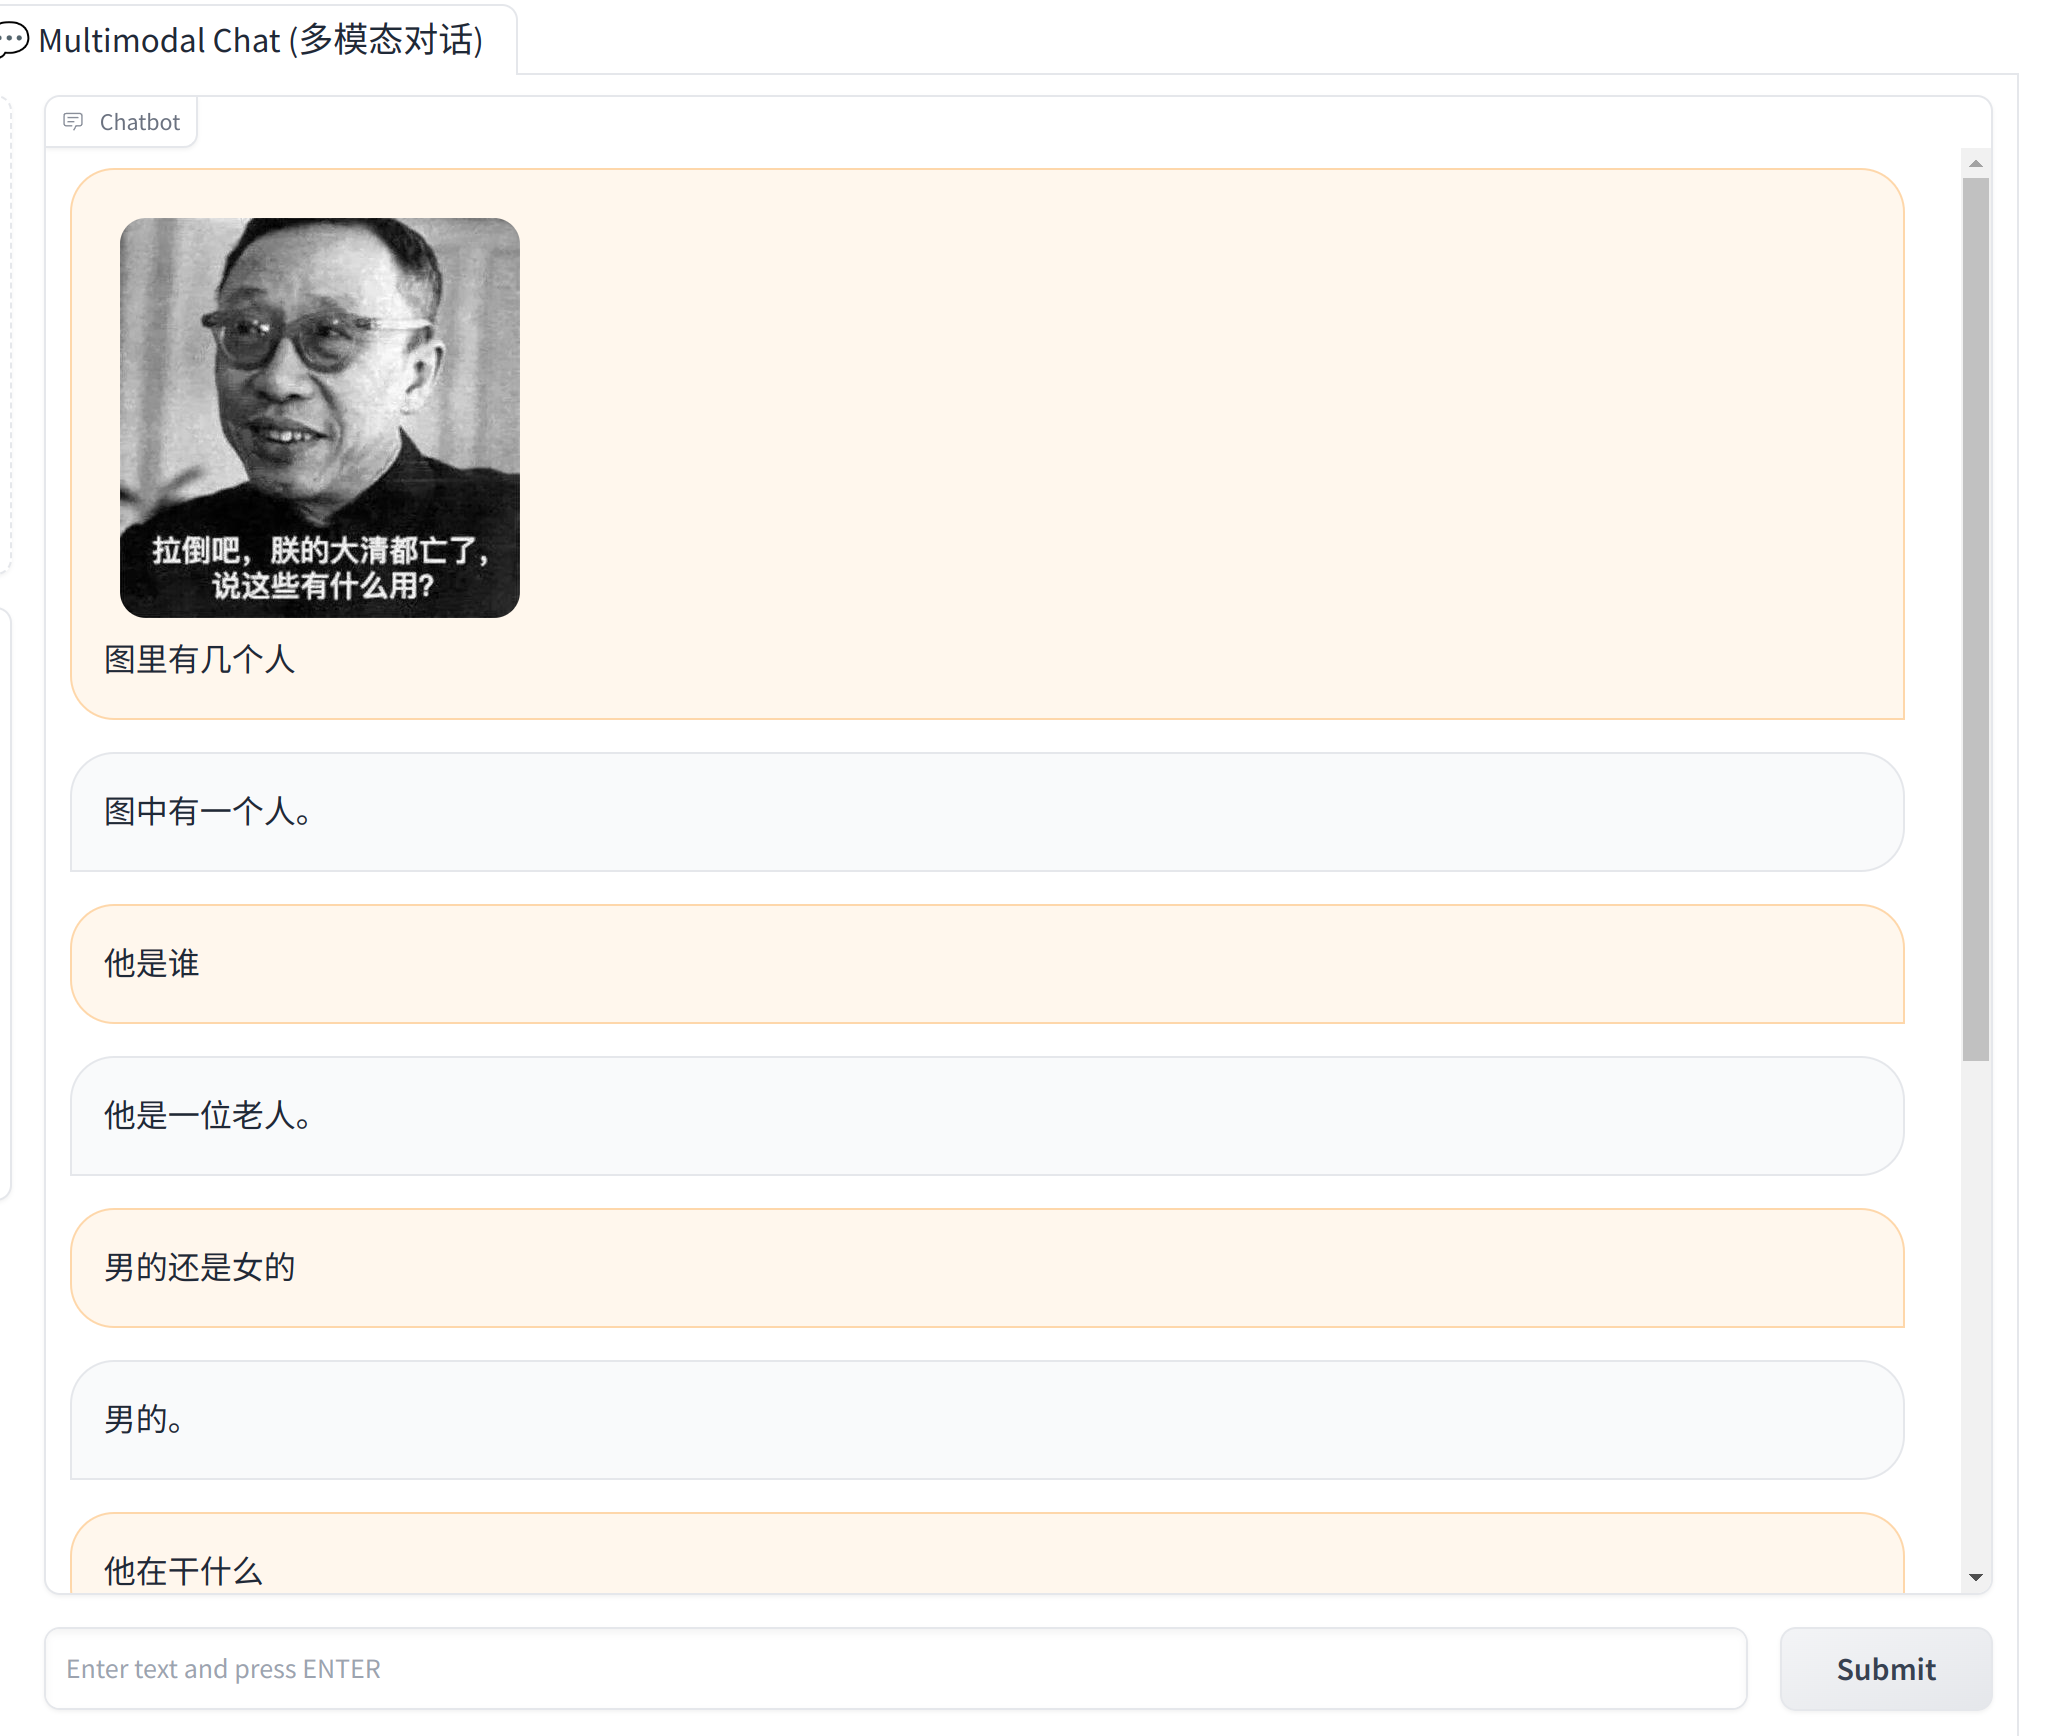 Multimodal Chat (多模态对话)
Chatbot
拉倒吧，朕的大清都亡了，
说这些有什么用？
图里有几个人
图中有一个人。
他是谁
他是一位老人。
男的还是女的
男的。
他在干什么
Enter text and press ENTER
Submit